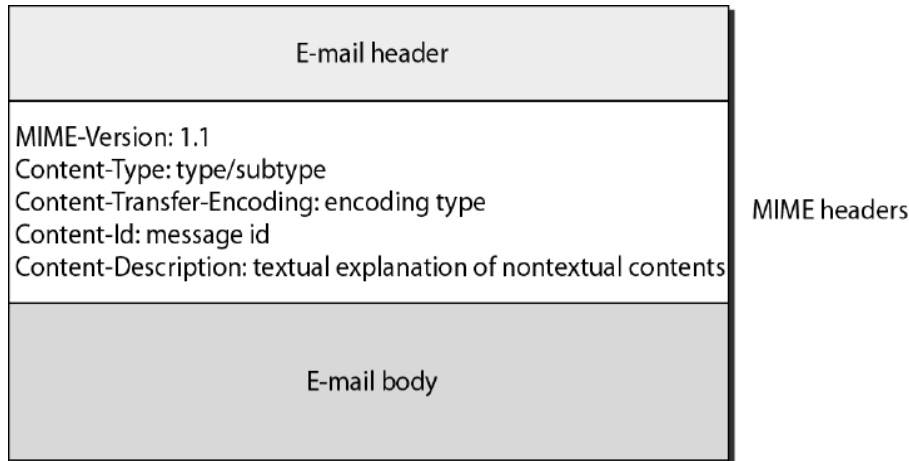 E-mail header
MIME-Version: 1.1
Content-Type: type/subtype
Content-Transfer-Encoding: encoding type
Content-Id: message id
Content-Description: textual explanation of nontextual contents
MIME headers
E-mail body